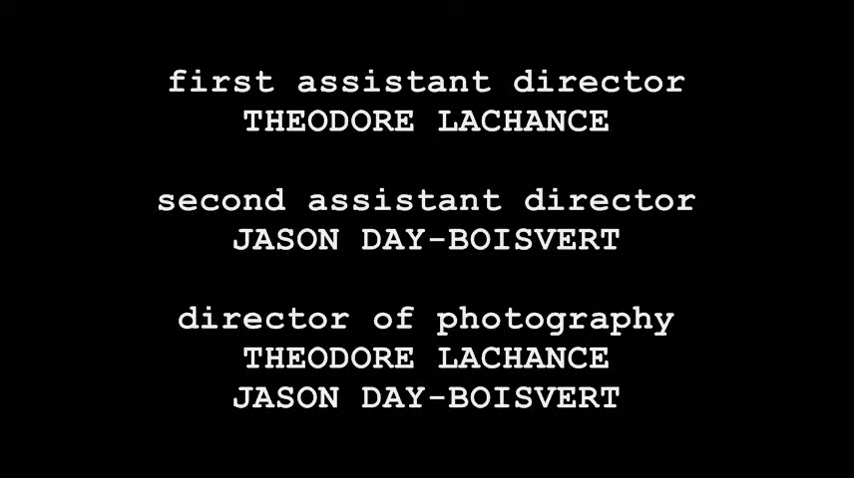 first assistant director
THEODORE LACHANCE
second assistant director
JASON DAY-BOISVERT
director of photography
THEODORE LACHANCE
JASON DAY-BOISVERT